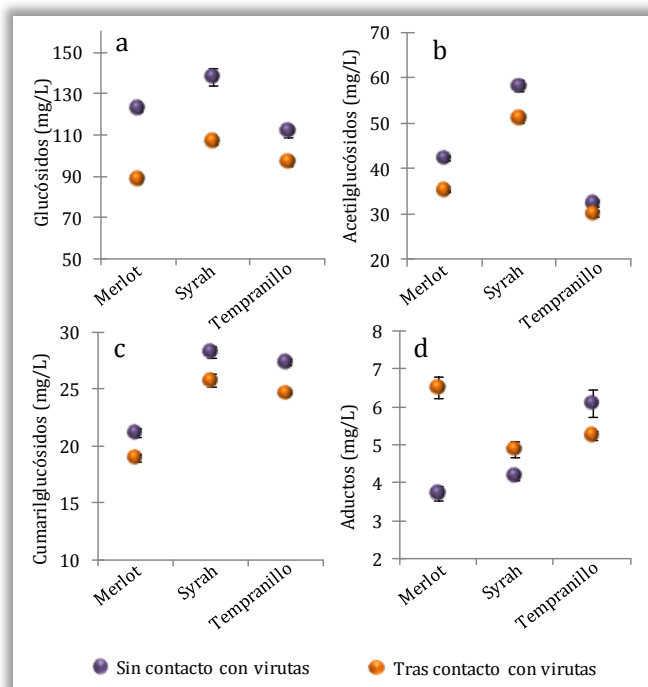 a
Glucósidos (mg/L)
150
130
110
90
70
50
Merlot
Syrah
Tempranillo
b
Acetilglucósidos (mg/L)
70
60
50
40
30
20
Merlot
Syrah
Tempranillo
c
Cumarilglucósidos (mg/L)
30
25
20
15
10
Merlot
Syrah
Tempranillo
d
Aductos (mg/L)
8
7
6
5
4
3
2
Merlot
Syrah
Tempranillo
Sin contacto con virutas
Tras contacto con virutas